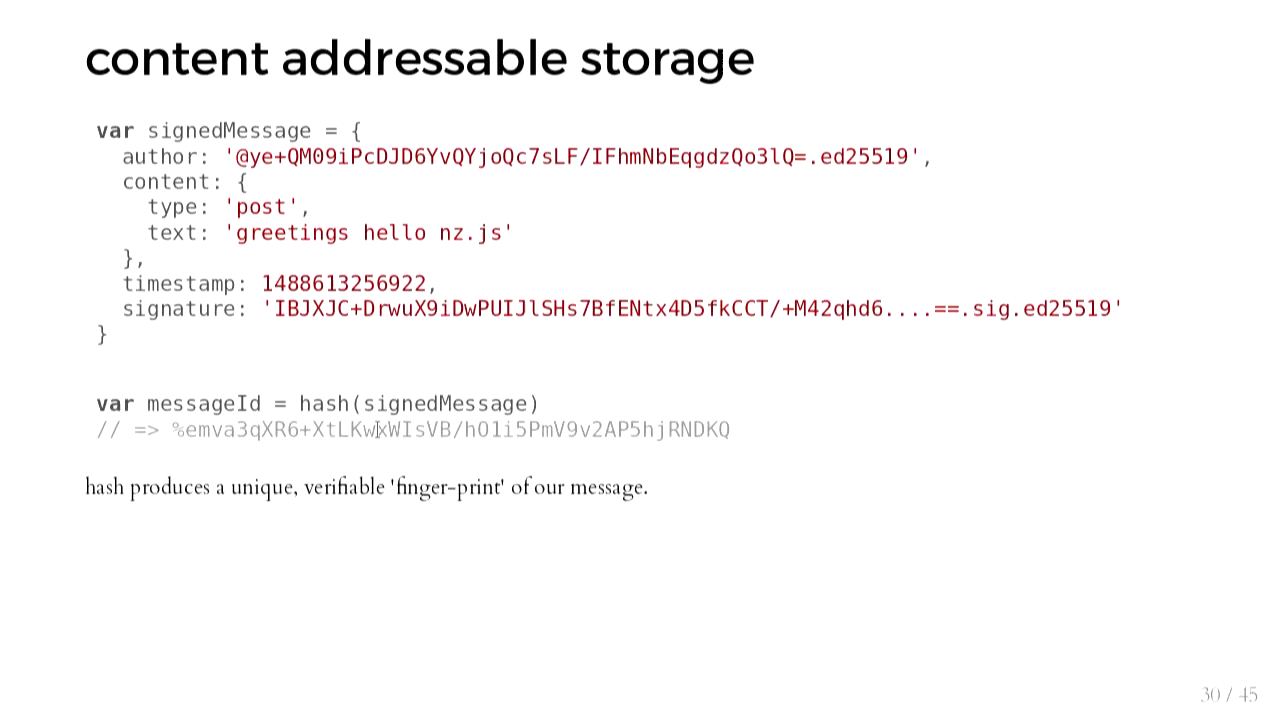 content addressable storage
var signedMessage = {
author: '@ye+QM09iPcDJD6YvQYjoQc7sLF/IFhmNbEqgdzQo3lQ=.ed25519',
content: {
type: 'post',
text: 'greetings hello nz.js'
},
timestamp: 1488613256922,
signature: 'IBJXJC+DrwuX9iDwPUIJlSHs7BfENtx4D5fkCCT/+M42qhd6....==.sig.ed25519'
}
var messageId = hash(signedMessage)
// => %emva3qXR6+XtLKwxWIsVB/hO1i5PmV9v2AP5hjRNDKQ
hash produces a unique, verifiable 'finger-print' of our message.
30 / 45